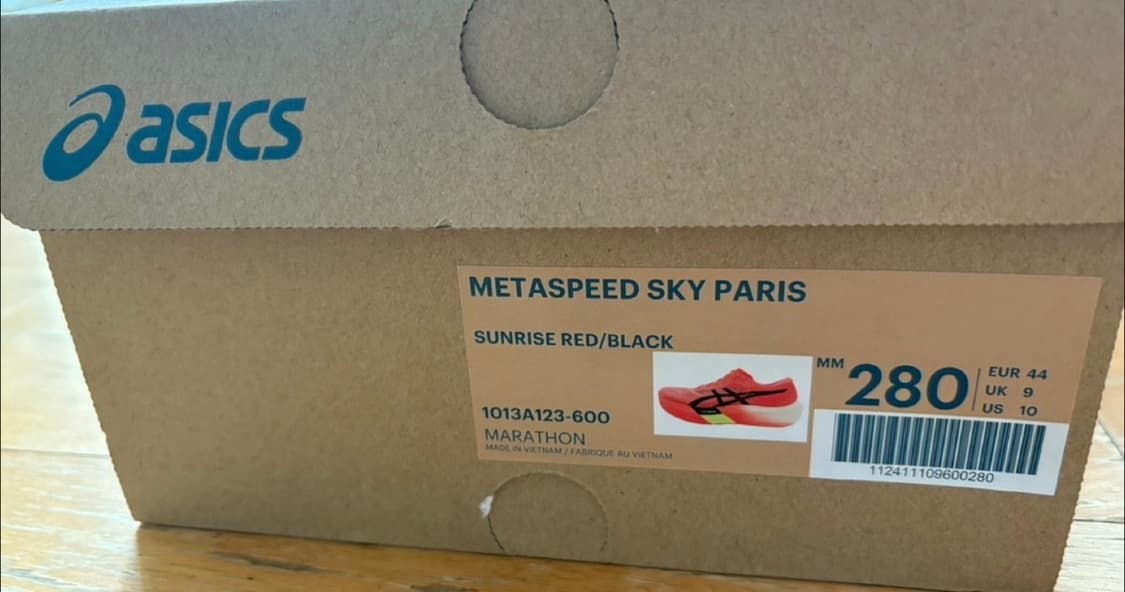 asics
METASPEED SKY PARIS
SUNRISE RED/BLACK
1013A123-600
MARATHON
MADE IN VIETNAM / FABRIQUE AU VIETNAM
MM 280
EUR 44
UK 9
US 10
112411109600280